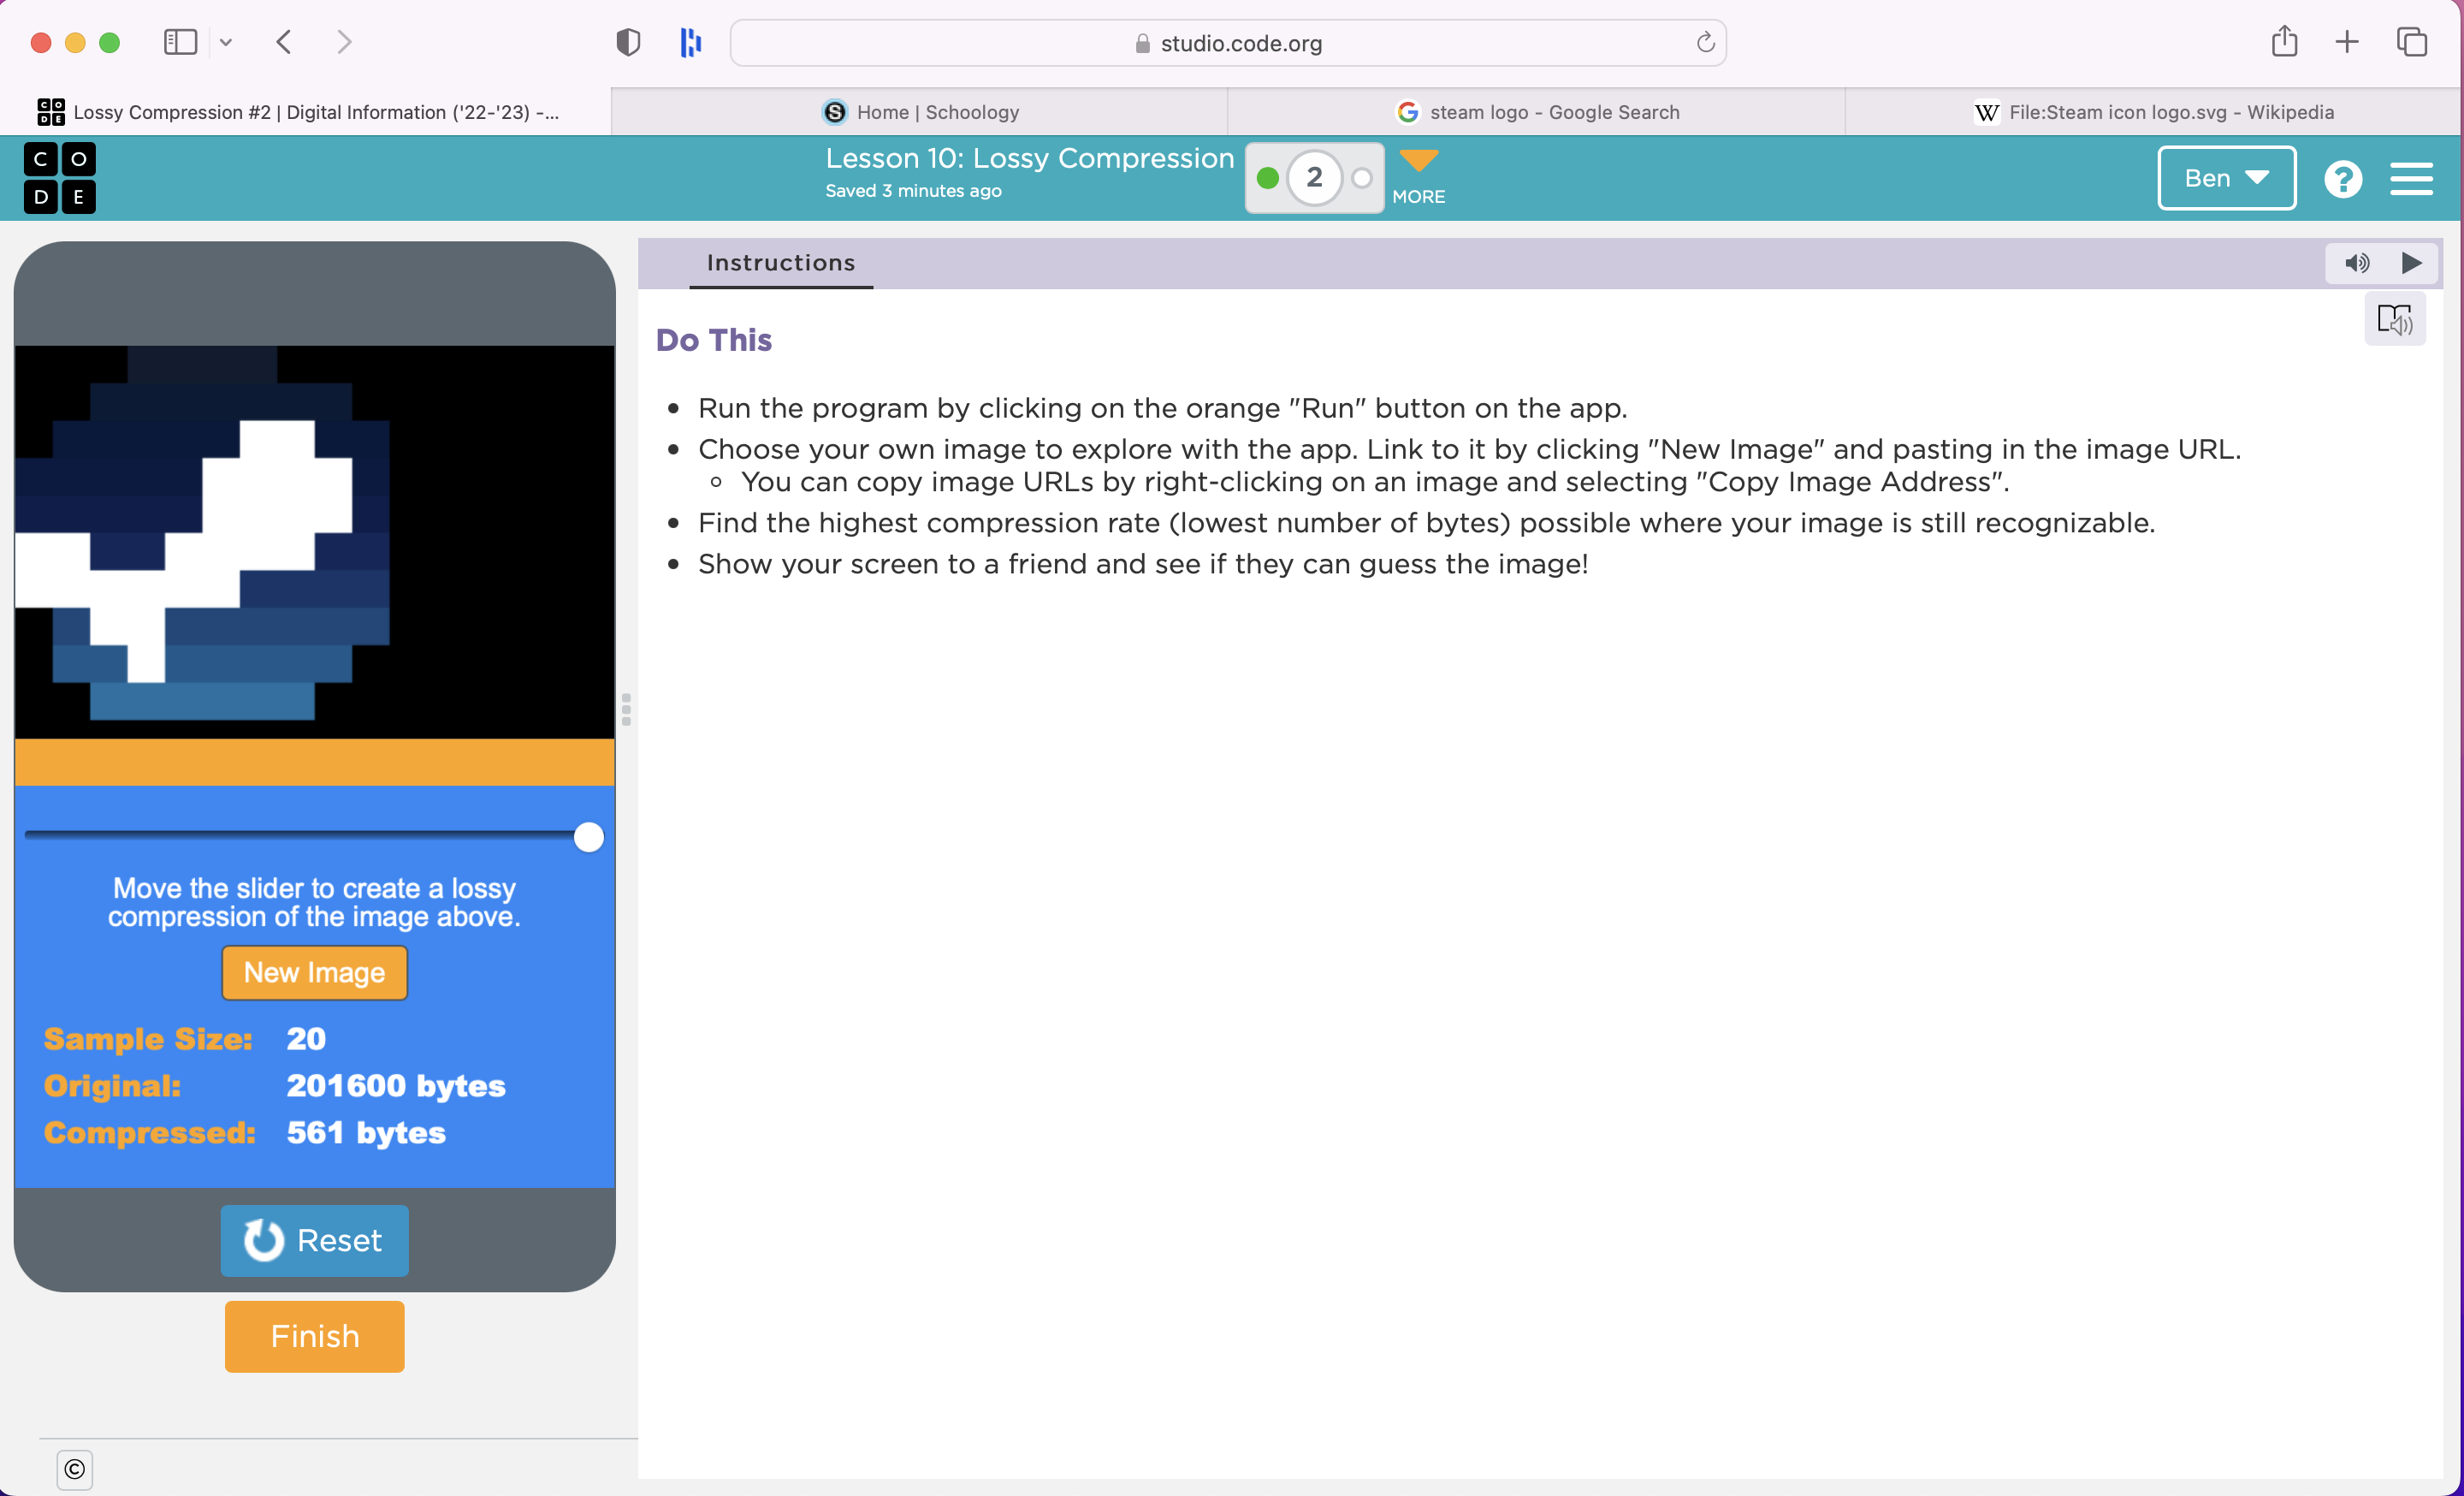 studio.code.org
Lossy Compression #2 | Digital Information ('22-'23) -...
Home | Schoology
steam logo - Google Search
File:Steam icon logo.svg - Wikipedia
CODE
Lesson 10: Lossy Compression
Saved 3 minutes ago
2
MORE
Ben
Instructions
Do This
Run the program by clicking on the orange "Run" button on the app.
Choose your own image to explore with the app. Link to it by clicking "New Image" and pasting in the image URL.
You can copy image URLs by right-clicking on an image and selecting "Copy Image Address".
Find the highest compression rate (lowest number of bytes) possible where your image is still recognizable.
Show your screen to a friend and see if they can guess the image!
Move the slider to create a lossy
compression of the image above.
New Image
Sample Size: 20
Original: 201600 bytes
Compressed: 561 bytes
Reset
Finish
©